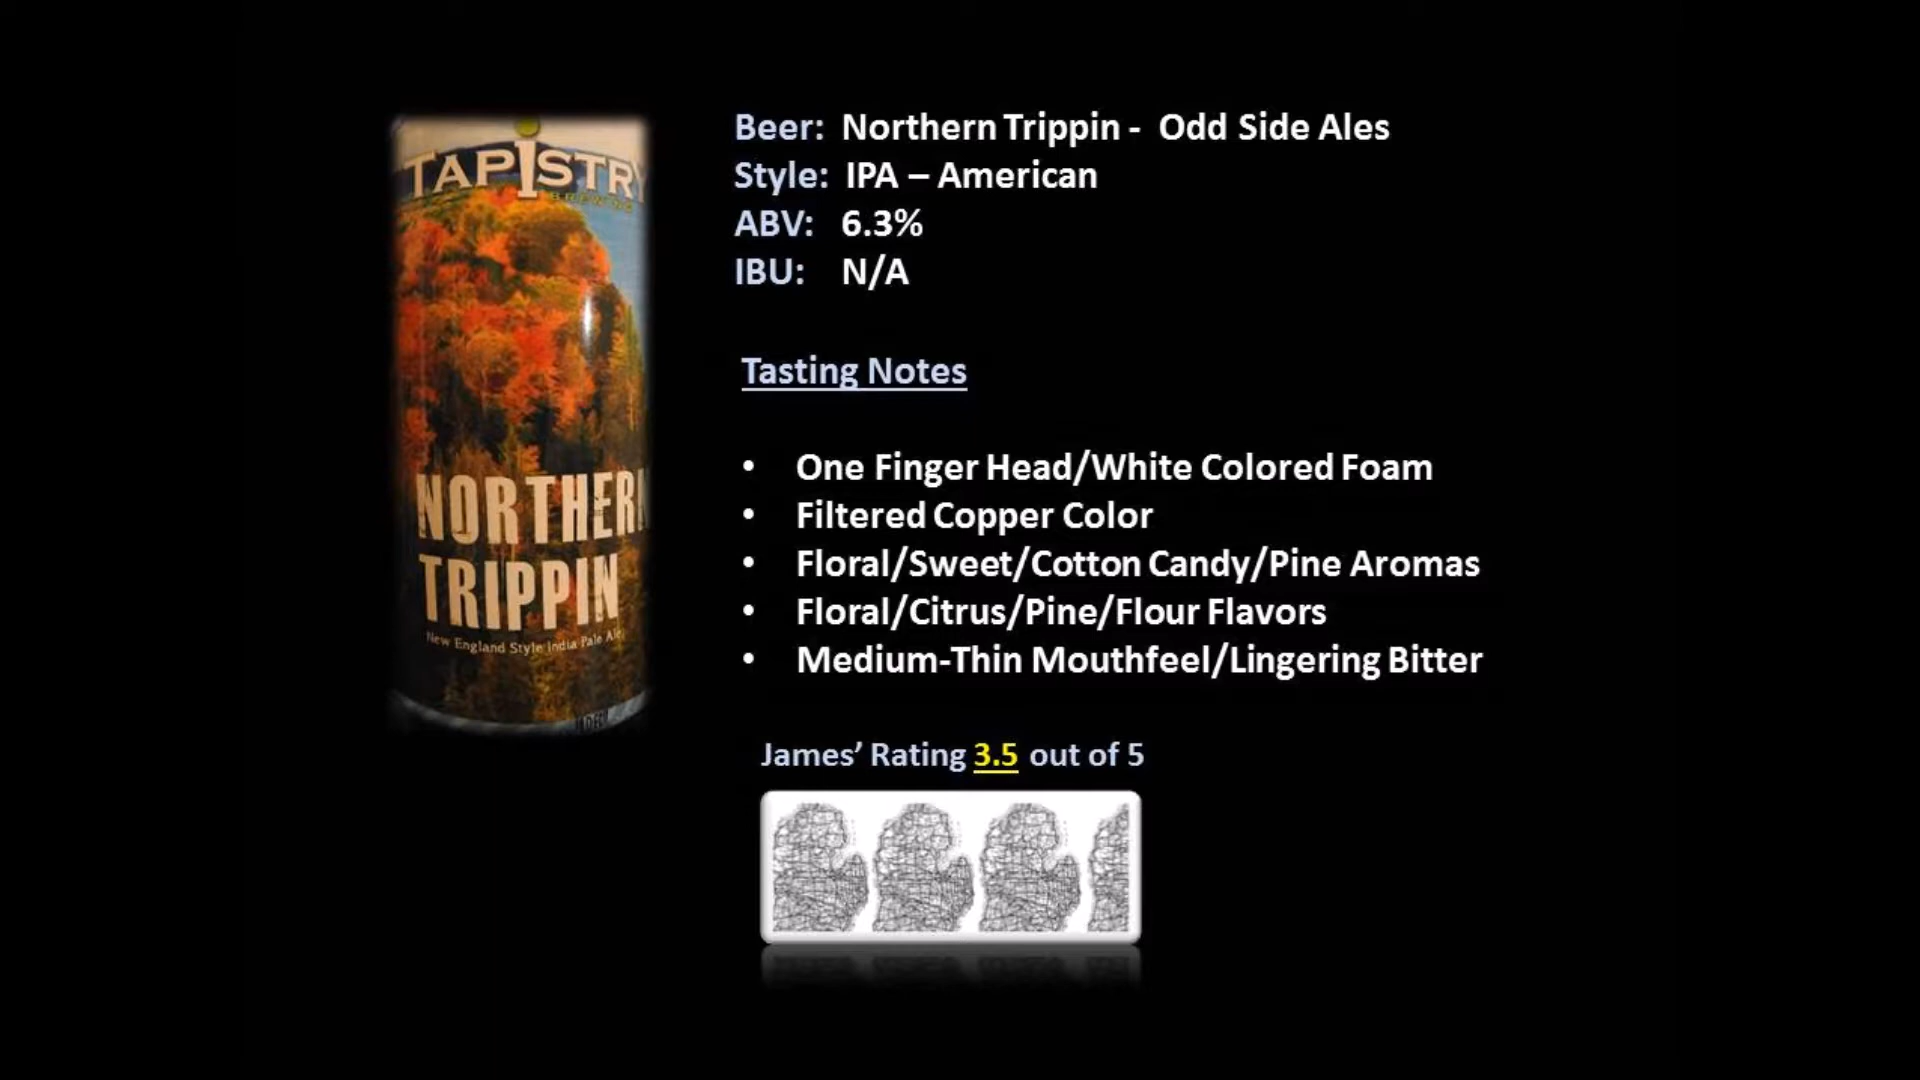 TAPISTRY
BREWING
NORTHERN
TRIPPIN
New England Style India Pale Ale
Beer: Northern Trippin - Odd Side Ales
Style: IPA – American
ABV: 6.3%
IBU: N/A
Tasting Notes
• One Finger Head/White Colored Foam
• Filtered Copper Color
• Floral/Sweet/Cotton Candy/Pine Aromas
• Floral/Citrus/Pine/Flour Flavors
• Medium-Thin Mouthfeel/Lingering Bitter
James’ Rating 3.5 out of 5